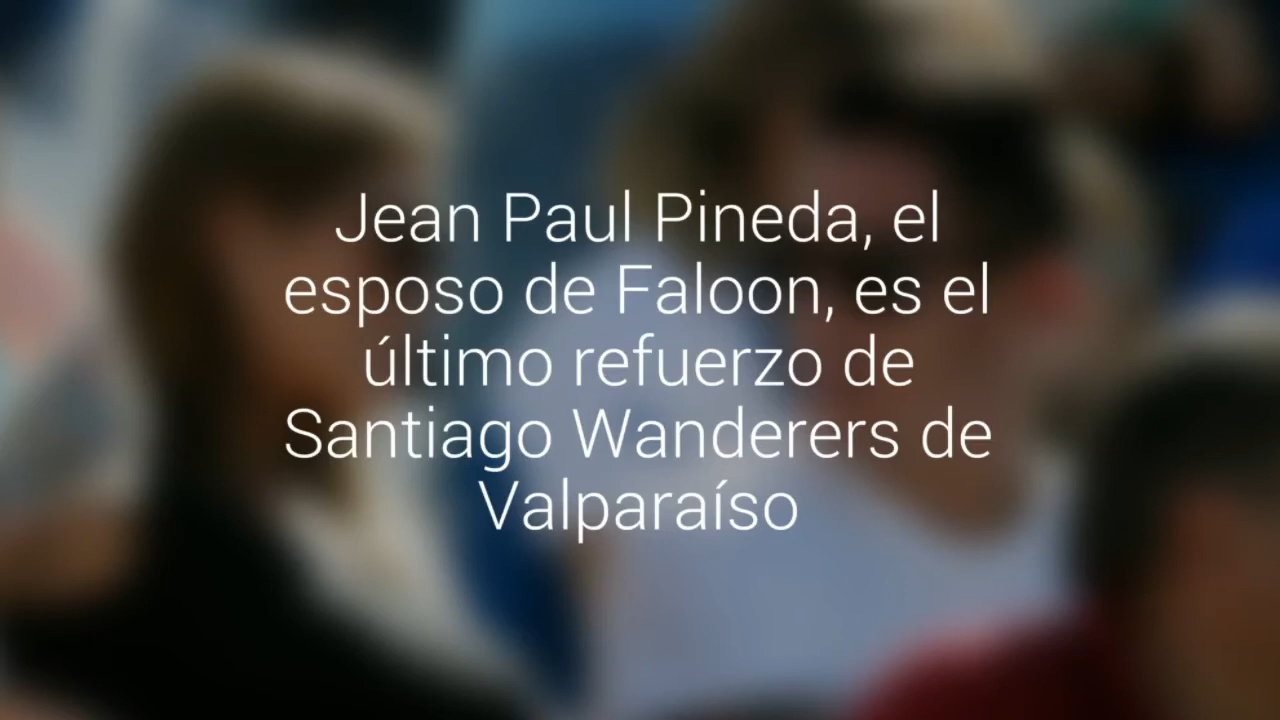 Jean Paul Pineda, el
esposo de Faloon, es el
último refuerzo de
Santiago Wanderers de
Valparaíso